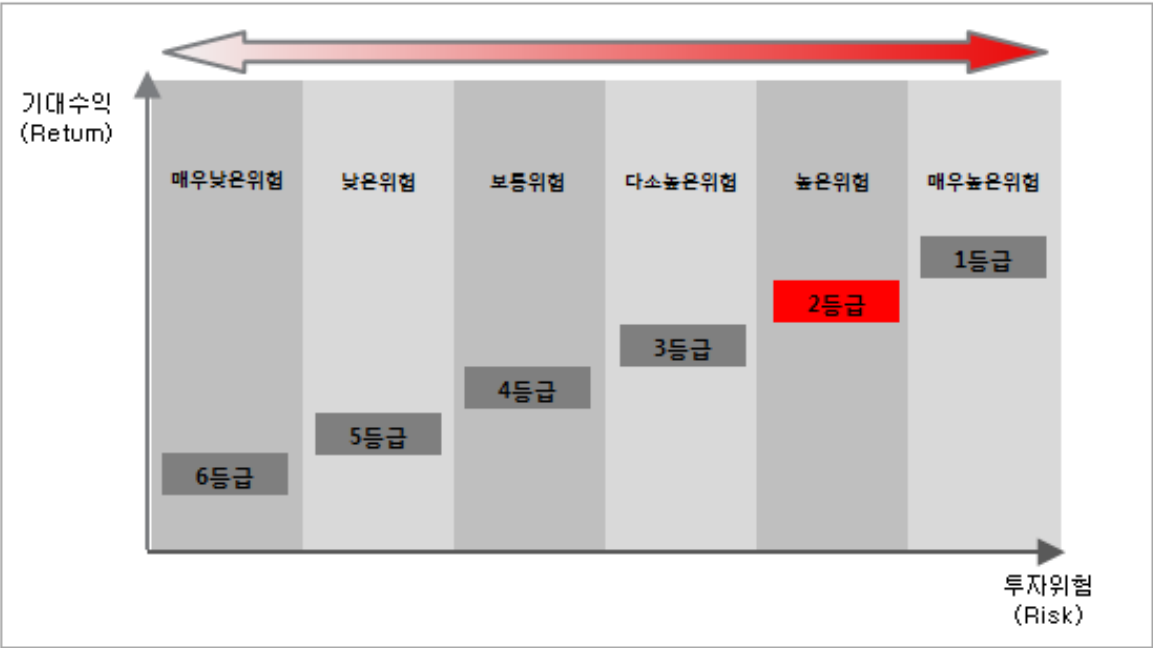 기대수익
(Retum)
매우낮은위험
낮은위험
보통위험
다소높은위험
높은위험
매우높은위험
1등급
2등급
3등급
4등급
5등급
6등급
투자위험
(Risk)